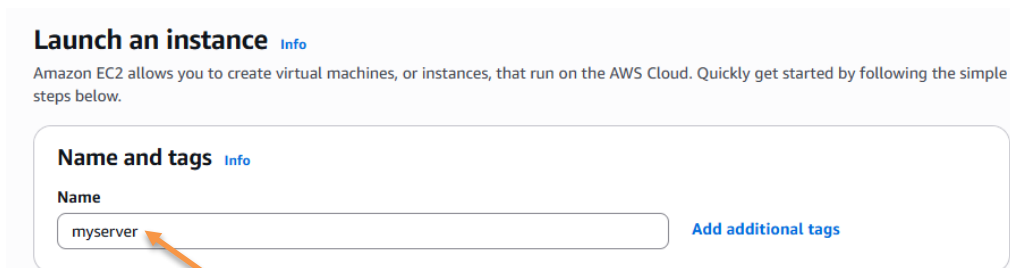 Launch an instance Info
Amazon EC2 allows you to create virtual machines, or instances, that run on the AWS Cloud. Quickly get started by following the simple
steps below.
Name and tags Info
Name
myserver Add additional tags